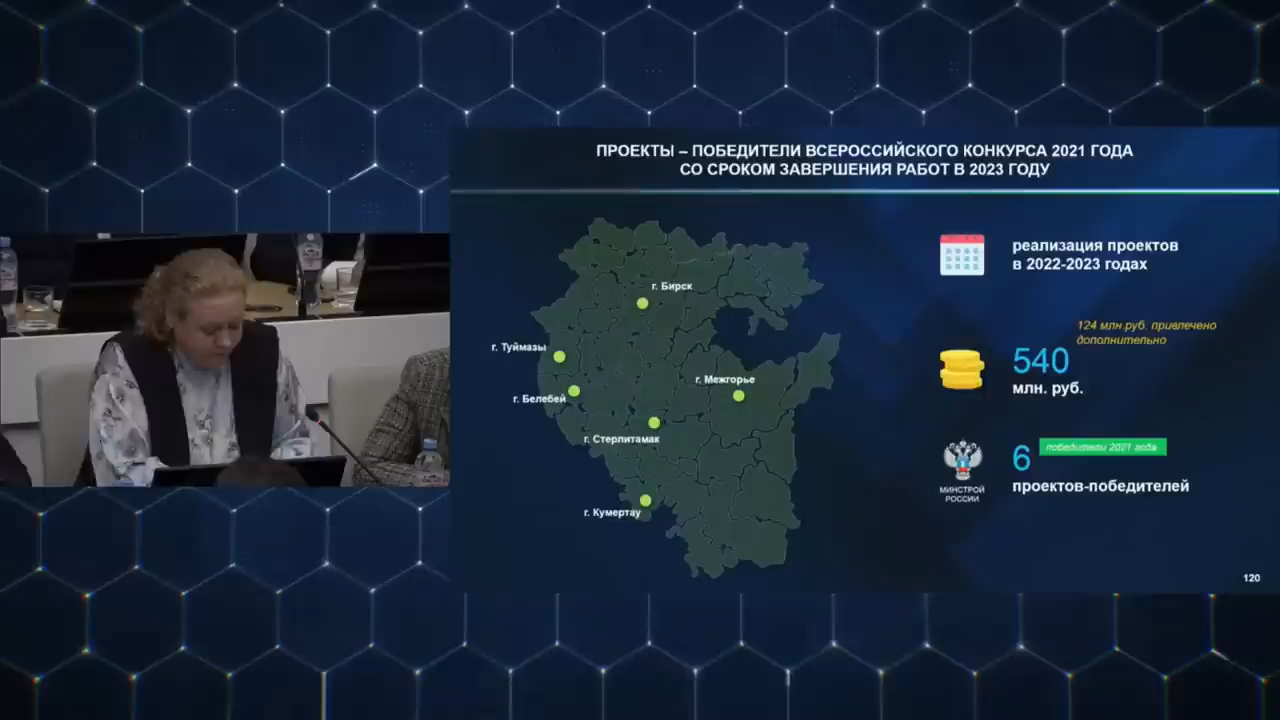 ПРОЕКТЫ – ПОБЕДИТЕЛИ ВСЕРОССИЙСКОГО КОНКУРСА 2021 ГОДА
СО СРОКОМ ЗАВЕРШЕНИЯ РАБОТ В 2023 ГОДУ
реализация проектов
в 2022-2023 годах
г. Бирск
124 млн руб. привлечено
дополнительно
г. Туймазы
540
млн. руб.
г. Межгорье
г. Белебей
г. Стерлитамак
победители 2021 года
6
проектов-победителей
МИНСТРОЙ
РОССИИ
г. Кумертау
120